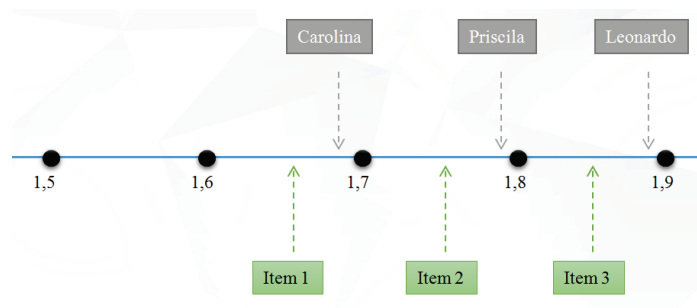 Carolina
Priscila
Leonardo
1,5
1,6
1,7
1,8
1,9
Item 1
Item 2
Item 3